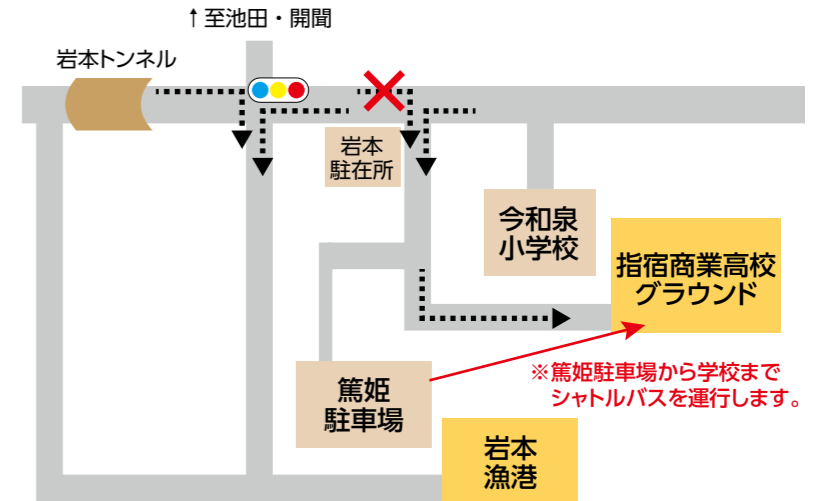 ↑至池田・開聞
岩本トンネル
岩本
駐在所
今和泉
小学校
指宿商業高校
グラウンド
※篤姫駐車場から学校まで
シャトルバスを運行します。
篤姫
駐車場
岩本
漁港